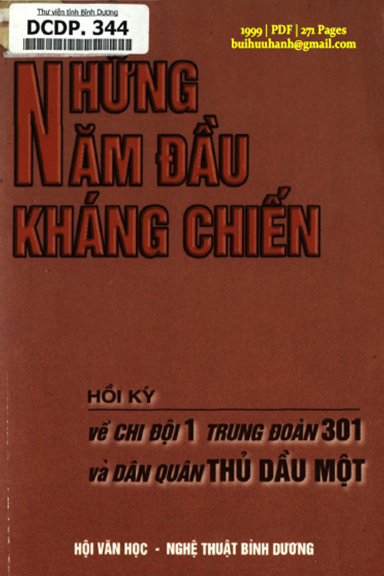 Thư viện tỉnh Bình Dương
DCDP. 344
1999 | PDF | 271 Pages
buihuuhanh@gmail.com
NHỮNG
NĂM ĐẦU
KHÁNG CHIẾN
HỒI KÝ
về CHI ĐỘI 1 TRUNG ĐOÀN 301
và DÂN QUÂN THỦ DẦU MỘT
HỘI VĂN HỌC - NGHỆ THUẬT BÌNH DƯƠNG